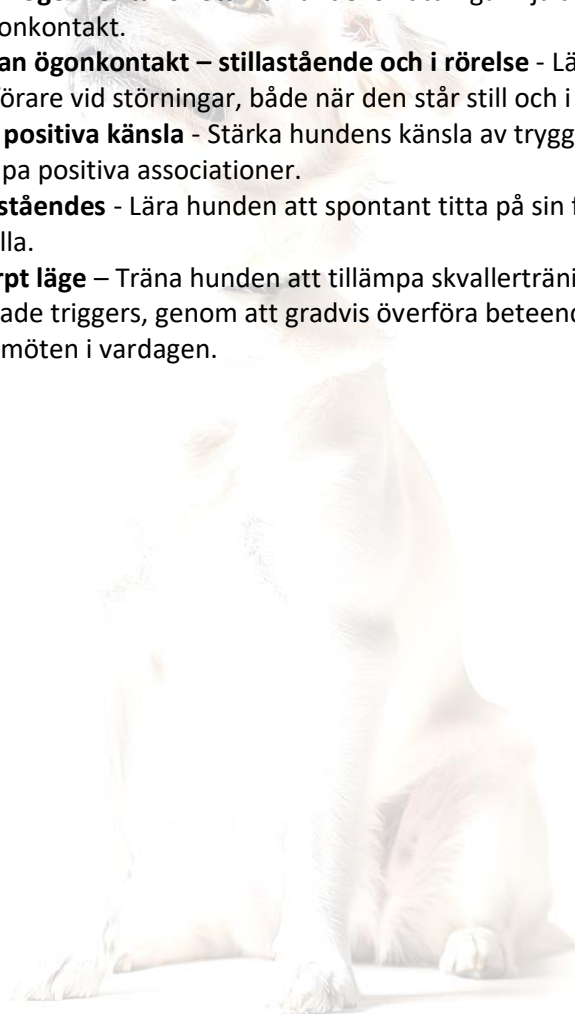 onkontakt.
an ögonkontakt – stillastående och i rörelse - Lä
örare vid störningar, både när den står still och i
positiva känsla - Stärka hundens känsla av trygg
pa positiva associationer.
ståendes - Lära hunden att spontant titta på sin f
lla.
rpt läge – Träna hunden att tillämpa skvallerträni
ade triggers, genom att gradvis överföra beteend
möten i vardagen.